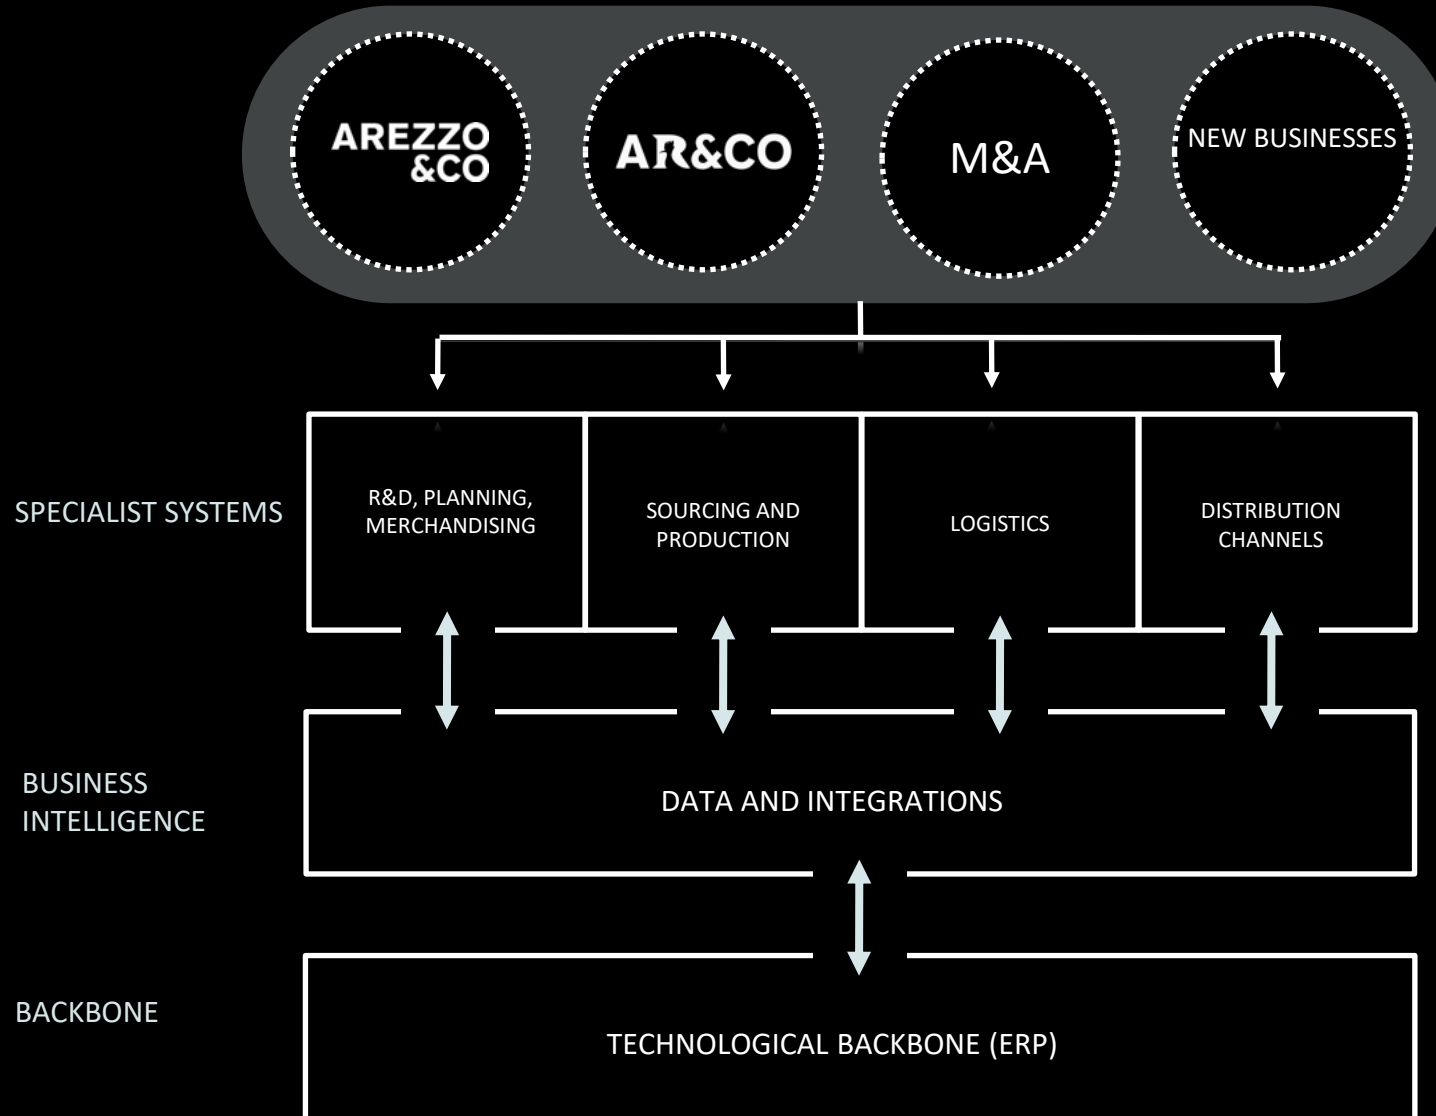 AREZZO
&CO
AR&CO
M&A
NEW BUSINESSES
SPECIALIST SYSTEMS
R&D, PLANNING,
MERCHANDISING
SOURCING AND
PRODUCTION
LOGISTICS
DISTRIBUTION
CHANNELS
BUSINESS
INTELLIGENCE
DATA AND INTEGRATIONS
BACKBONE
TECHNOLOGICAL BACKBONE (ERP)